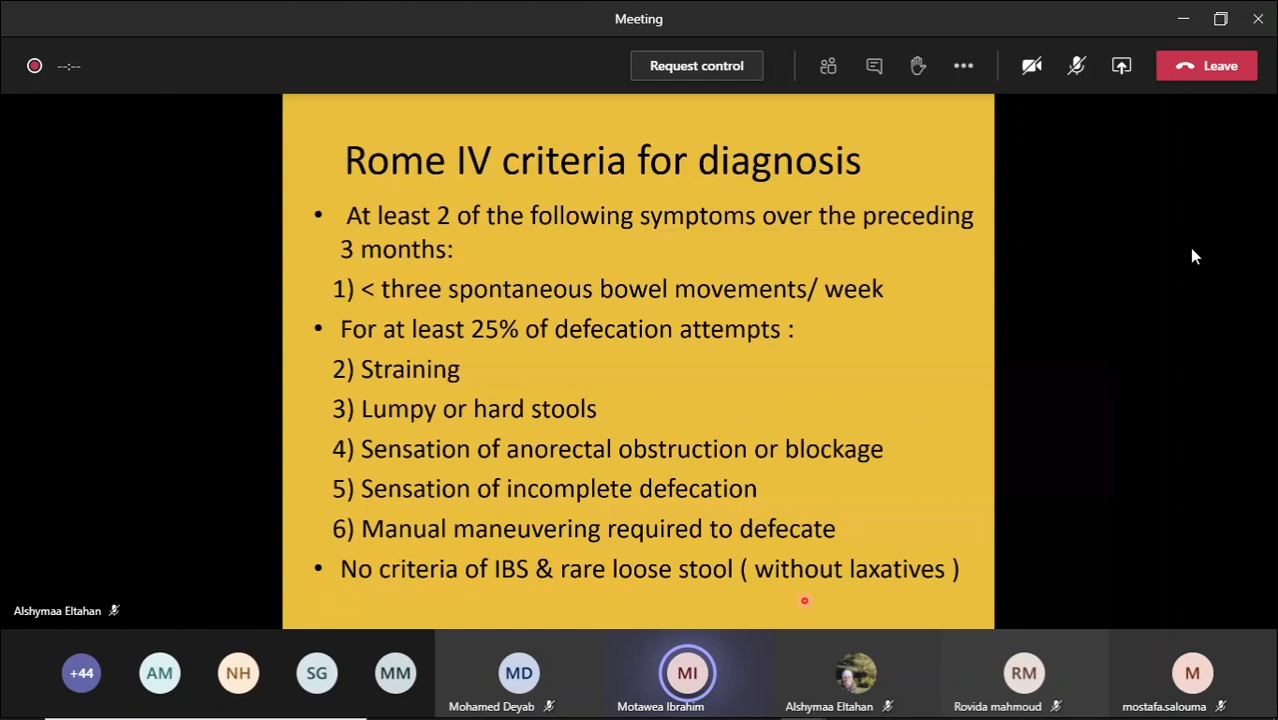 Meeting
--:--
Request control
Leave
Rome IV criteria for diagnosis
• At least 2 of the following symptoms over the preceding
3 months:
1) < three spontaneous bowel movements/ week
• For at least 25% of defecation attempts :
2) Straining
3) Lumpy or hard stools
4) Sensation of anorectal obstruction or blockage
5) Sensation of incomplete defecation
6) Manual maneuvering required to defecate
• No criteria of IBS & rare loose stool ( without laxatives )
Alshymaa Eltahan
+44
AM
NH
SG
MM
MD
MI
RM
M
Mohamed Deyab
Motawea Ibrahim
Alshymaa Eltahan
Rovida mahmoud
mostafa.salouma